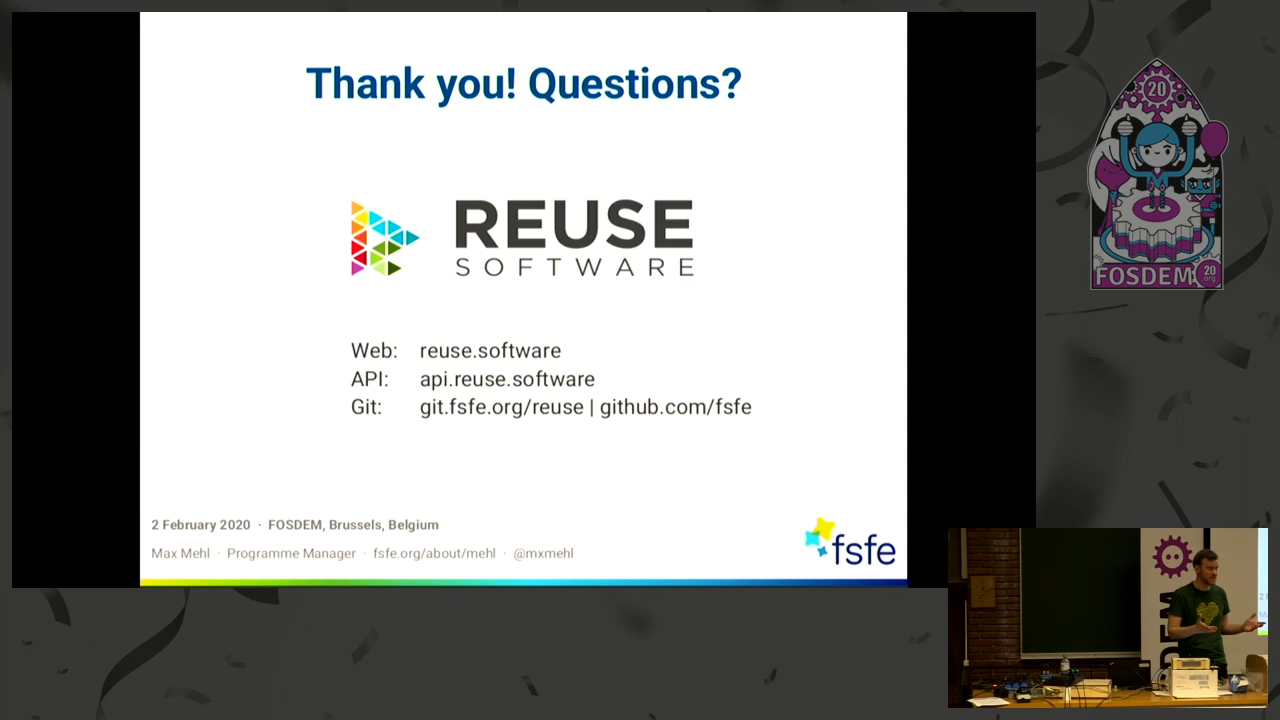 Thank you! Questions?
REUSE
SOFTWARE
Web: reuse.software
API: api.reuse.software
Git: git.fsfe.org/reuse | github.com/fsfe
2 February 2020 · FOSDEM, Brussels, Belgium
Max Mehl · Programme Manager · fsfe.org/about/mehl · @mxmehl
fsfe
20
FOSDEM
20
org